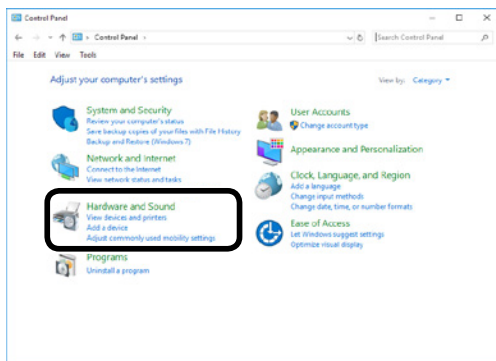 Control Panel
Control Panel
Search Control Panel
File Edit View Tools
Adjust your computer's settings
View by: Category
System and Security
Review your computer's status
Save backup copies of your files with File History
Backup and Restore (Windows 7)
Network and Internet
Connect to the Internet
View network status and tasks
Hardware and Sound
View devices and printers
Add a device
Adjust commonly used mobility settings
Programs
Uninstall a program
User Accounts
Change account type
Appearance and Personalization
Clock, Language, and Region
Add a language
Change input methods
Change date, time, or number formats
Ease of Access
Let Windows suggest settings
Optimize visual display